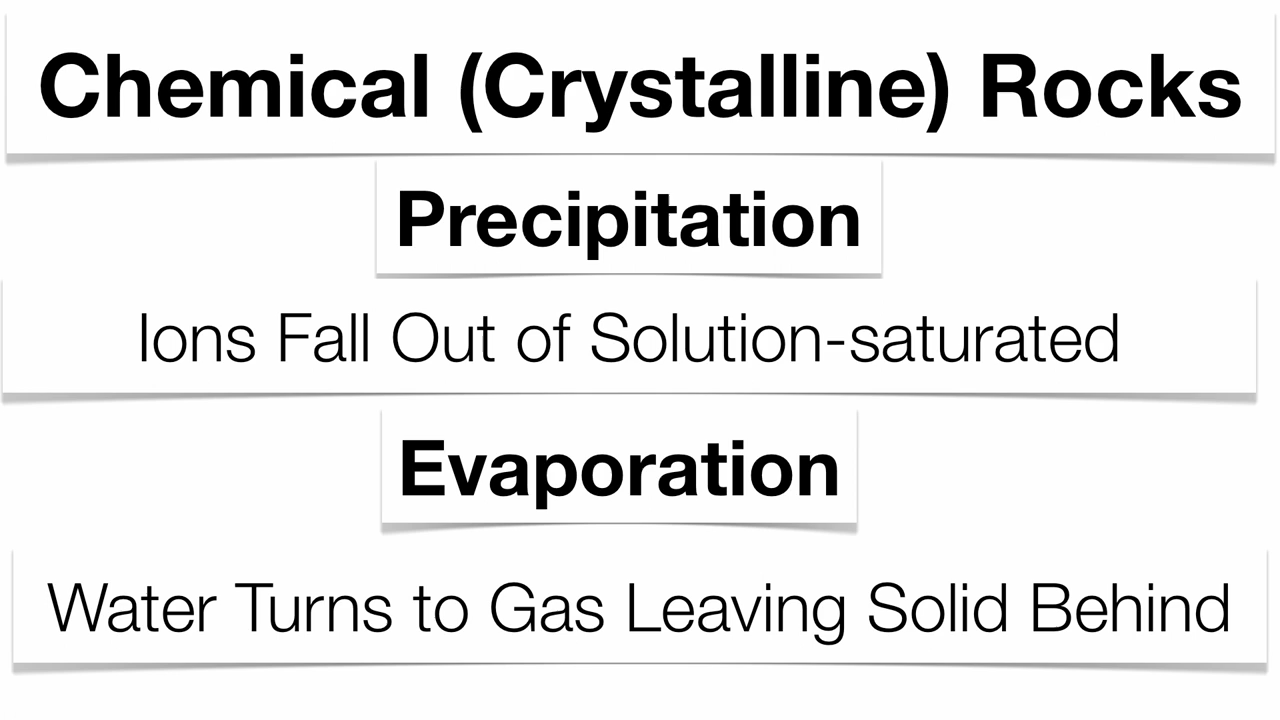 Chemical (Crystalline) Rocks
Precipitation
Ions Fall Out of Solution-saturated
Evaporation
Water Turns to Gas Leaving Solid Behind